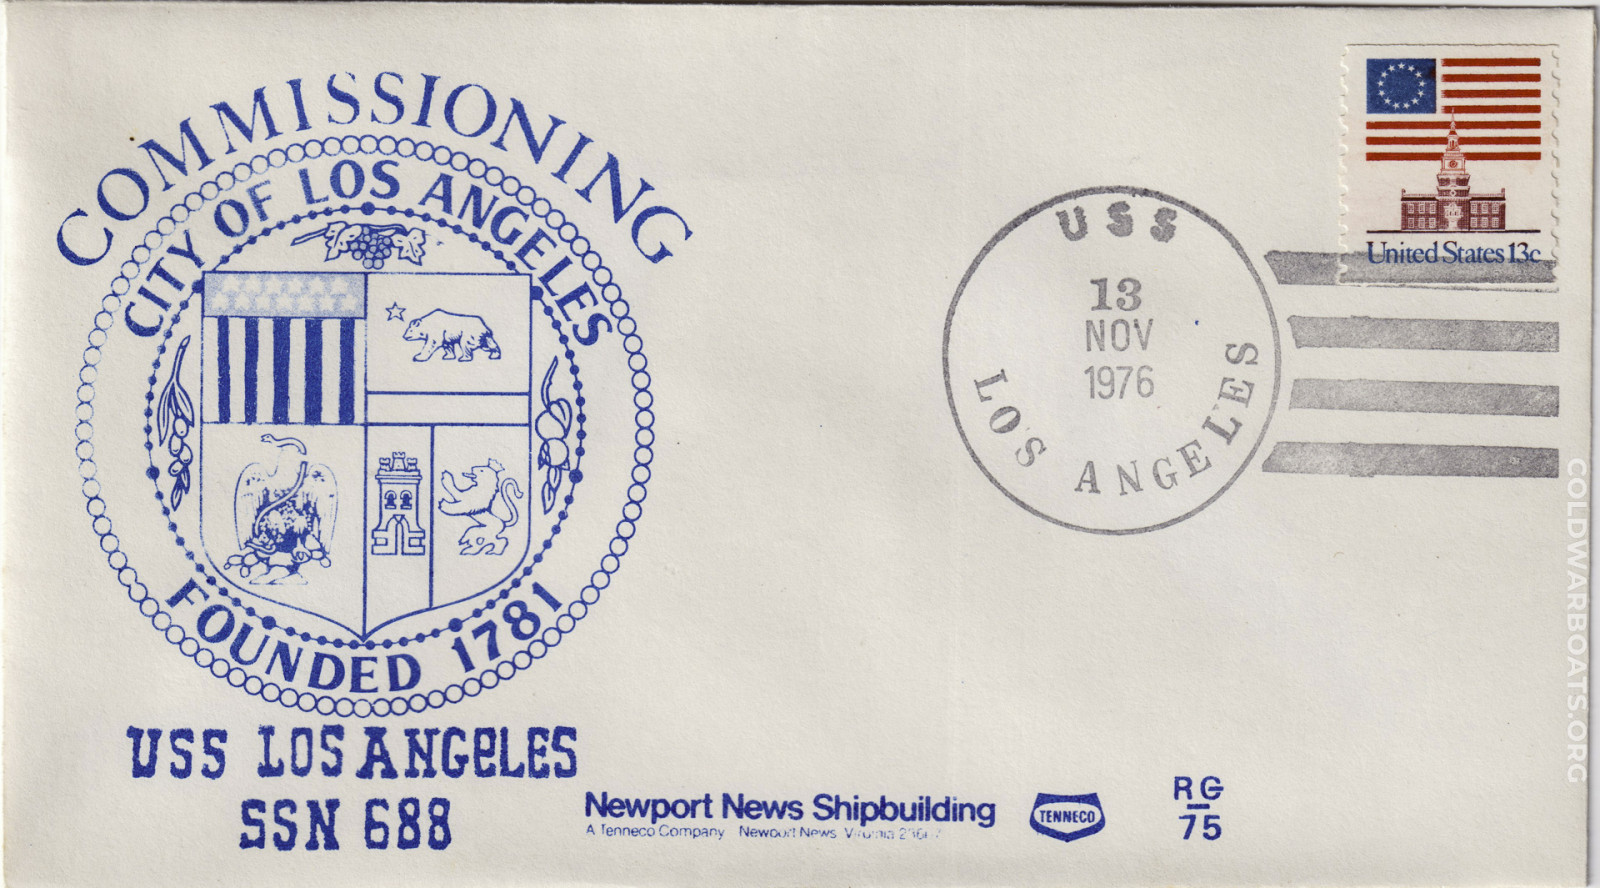 COMMISSIONING
CITY OF LOS ANGELES
FOUNDED 1781
USS LOS ANGELES
SSN 688
Newport News Shipbuilding
A Tenneco Company Newport News Virginia
TENNECO
RG
75
USS
13
NOV
1976
LOS ANGELES
United States 13c
COLDWARBOATS.ORG